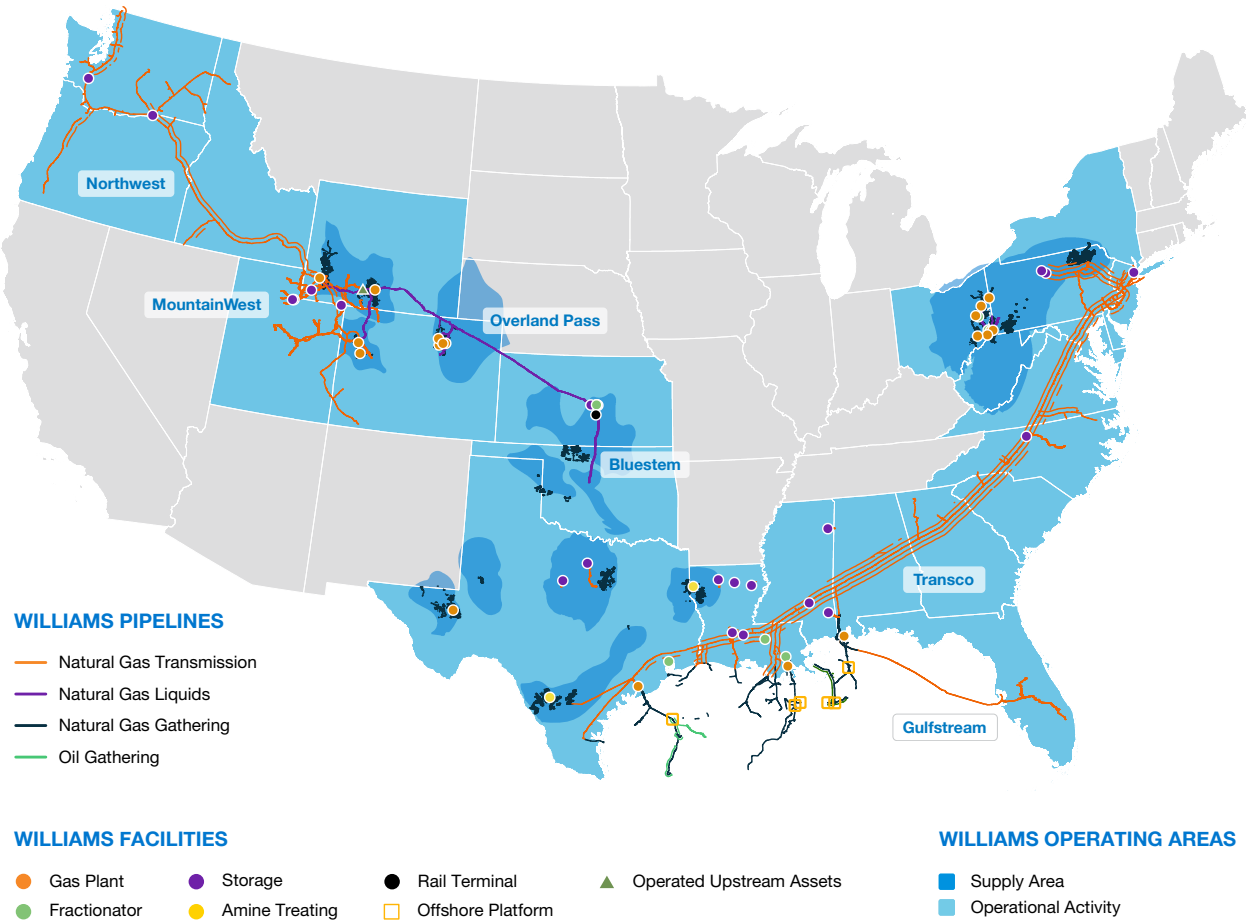 Northwest
MountainWest
Overland Pass
Bluestem
Transco
Gulfstream
WILLIAMS PIPELINES
Natural Gas Transmission
Natural Gas Liquids
Natural Gas Gathering
Oil Gathering
WILLIAMS FACILITIES
Gas Plant
Storage
Rail Terminal
Operated Upstream Assets
Fractionator
Amine Treating
Offshore Platform
WILLIAMS OPERATING AREAS
Supply Area
Operational Activity